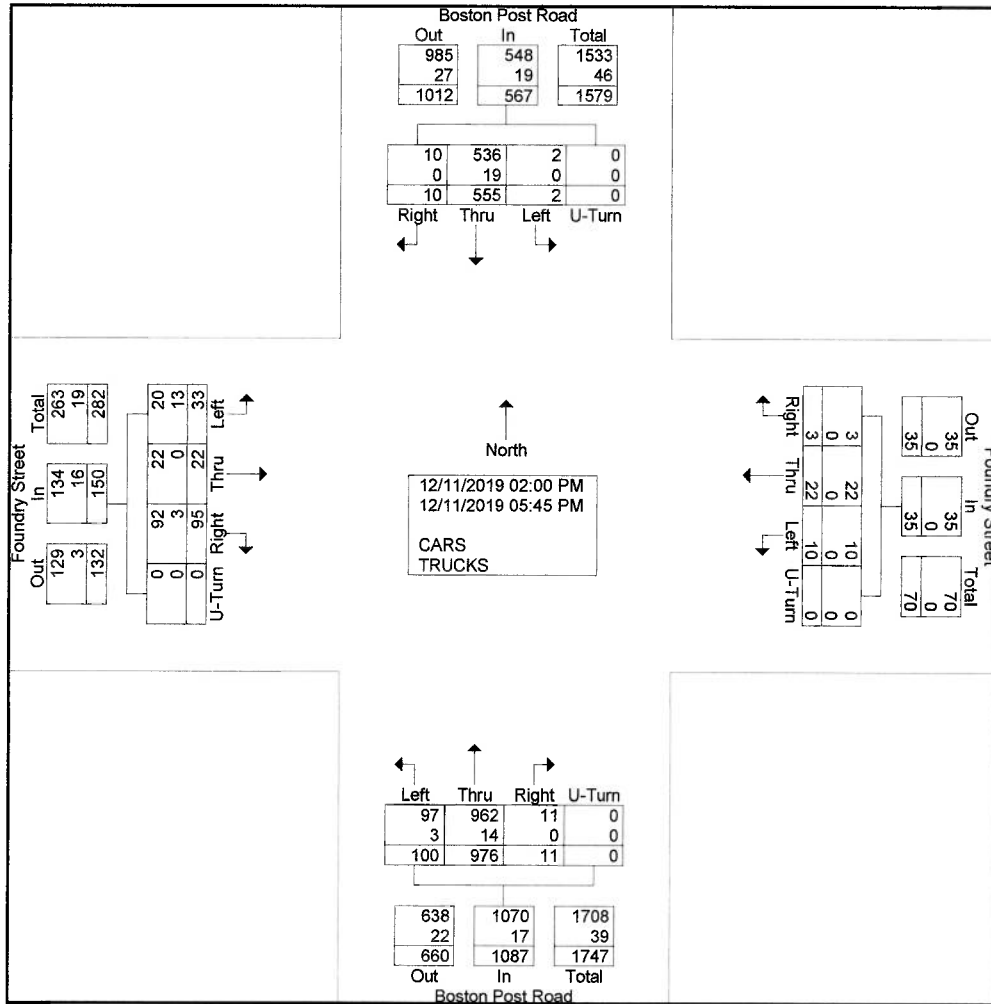 Boston Post Road
Out In Total
985 548 1533
27 19 46
1012 567 1579
10 536 2 0
0 19 0 0
10 555 2 0
Right Thru Left U-Turn
Foundry Street
Total In Out
263 134 129
19 16 3
282 150 132
20 22 92 0
13 0 3 0
33 22 95 0
Left Thru Right U-Turn
North
12/11/2019 02:00 PM
12/11/2019 05:45 PM
CARS
TRUCKS
Right Thru Left U-Turn
3 22 10 0
0 0 0 0
3 22 10 0
Out In Total
35 35 70
0 0 0
35 35 70
Foundry Street
Left Thru Right U-Turn
97 962 11 0
3 14 0 0
100 976 11 0
638 1070 1708
22 17 39
660 1087 1747
Out In Total
Boston Post Road